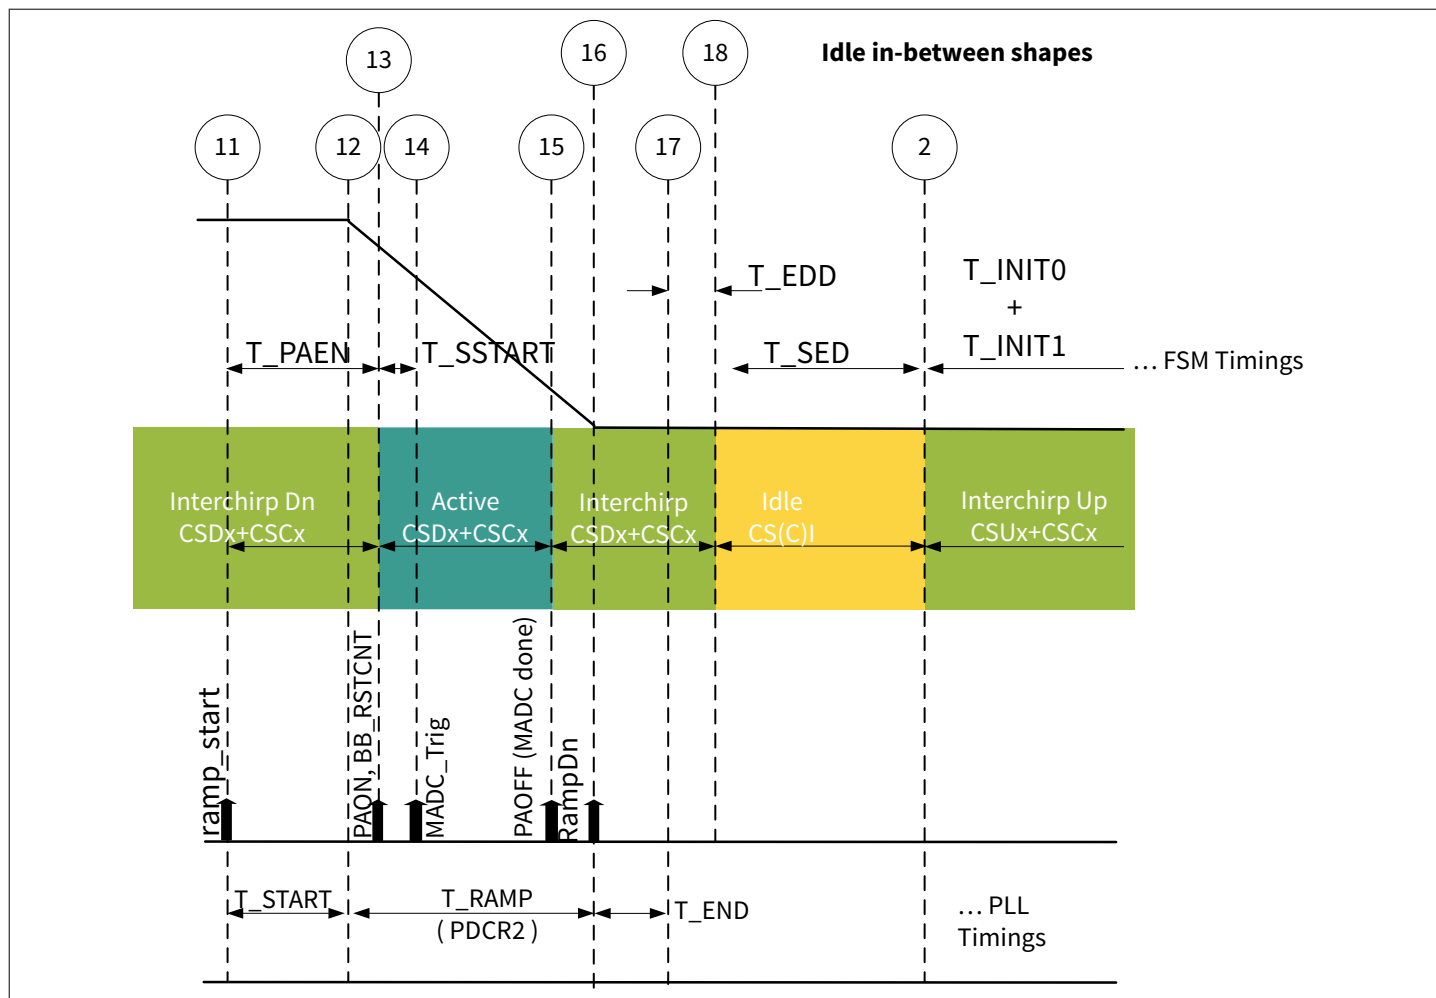 Idle in-between shapes
13
16
18
11
12
14
15
17
2
T_EDD
T_INIT0
+
T_INIT1
T_PAEN
T_SSTART
T_SED
... FSM Timings
Interchirp Dn
CSDx+CSCx
Active
CSDx+CSCx
Interchirp
CSDx+CSCx
Idle
CS(C)I
Interchirp Up
CSUx+CSCx
ramp_start
PAON, BB_RSTCNT
MADC_Trig
PAOFF (MADC done)
RampDn
T_START
T_RAMP
( PDCR2 )
T_END
... PLL
Timings